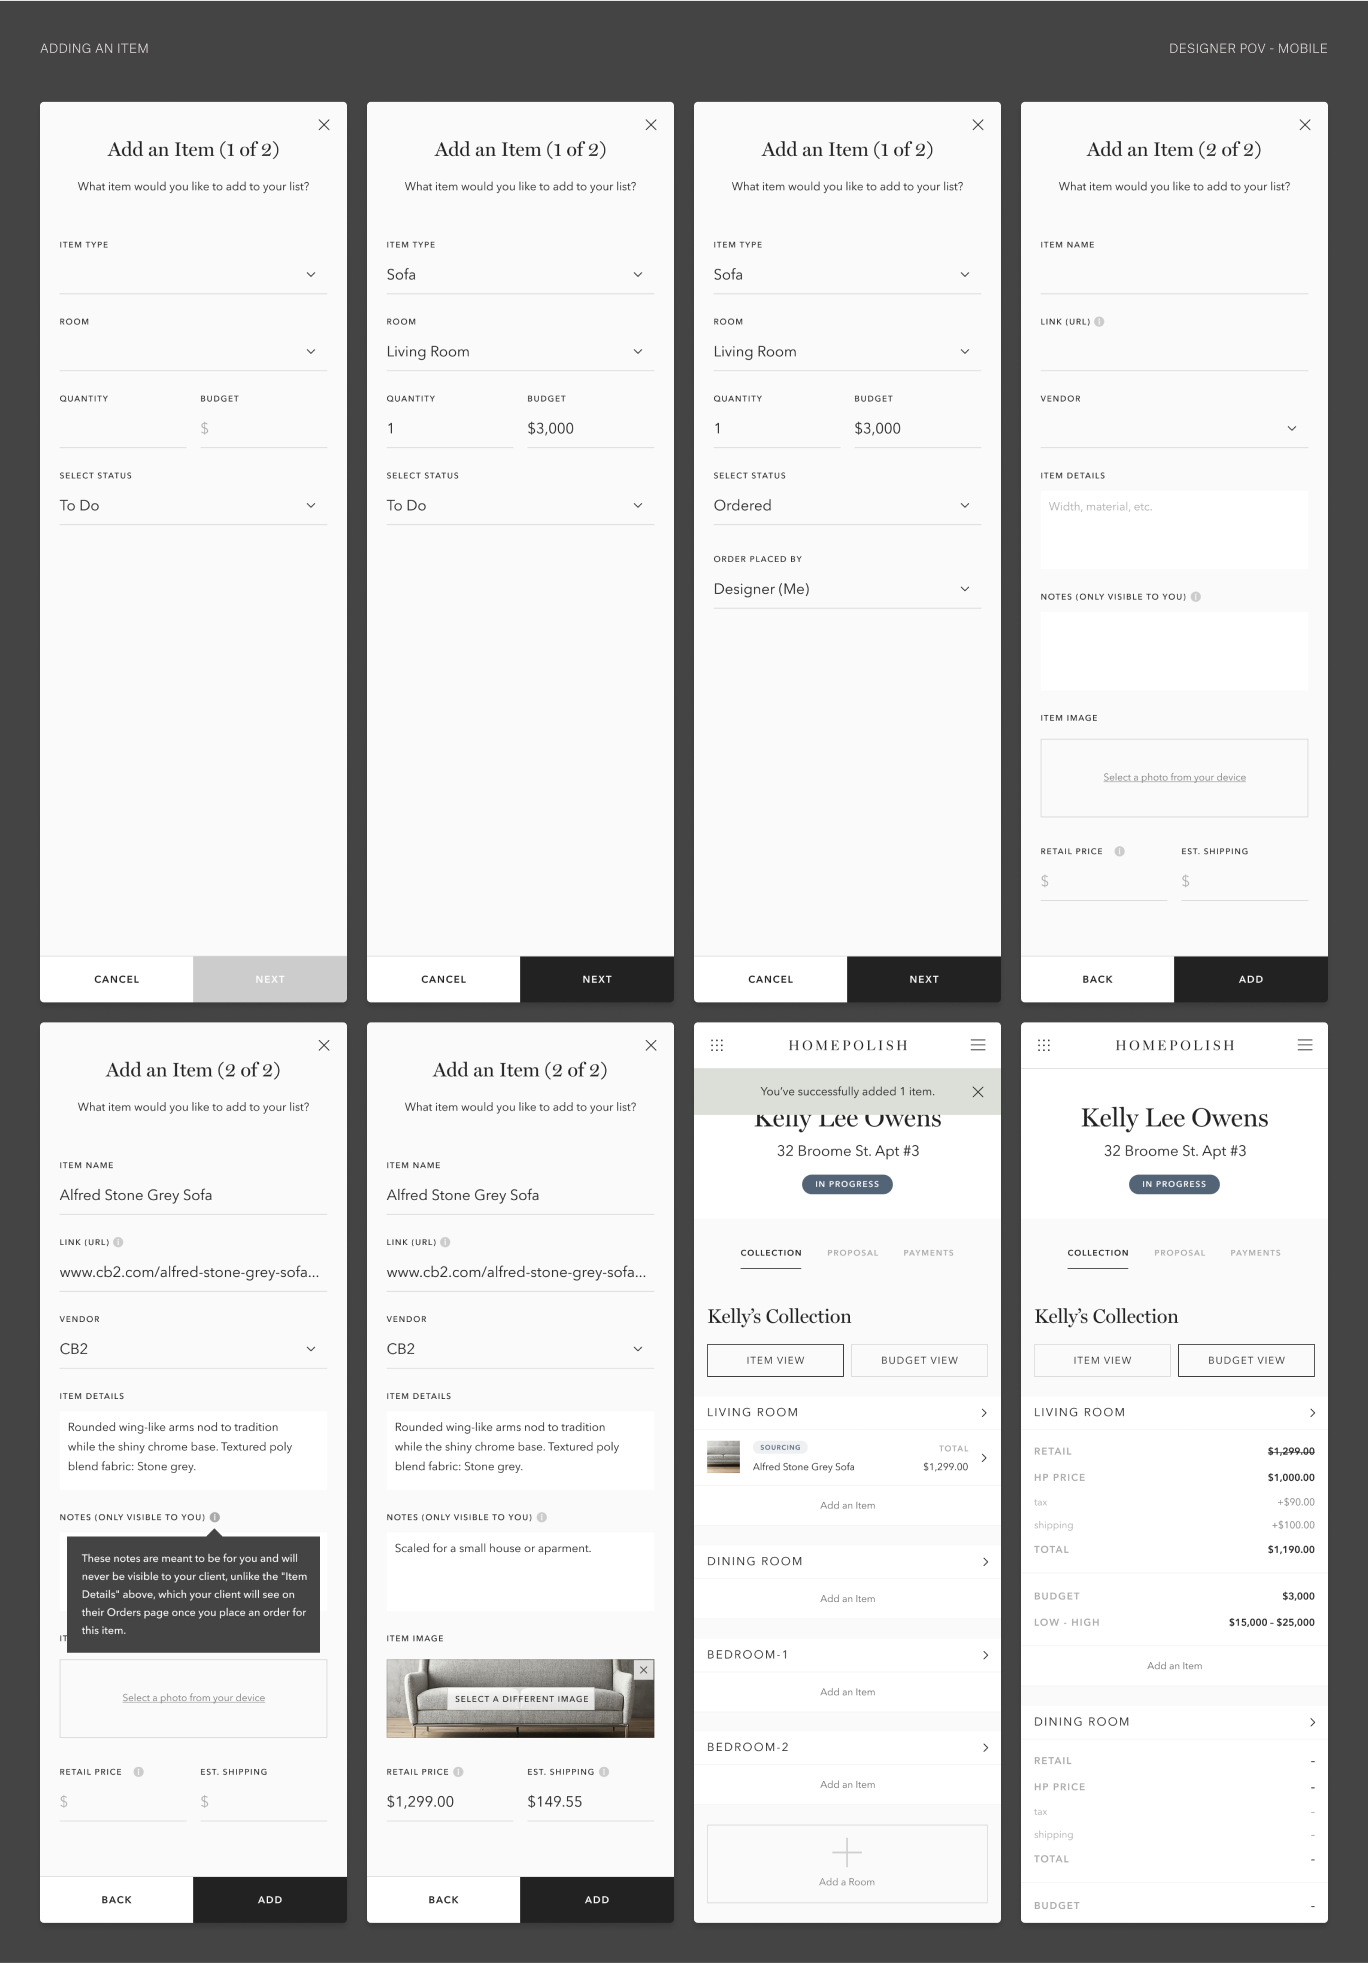 ADDING AN ITEM
DESIGNER POV - MOBILE
Add an Item (1 of 2)
What item would you like to add to your list?
ITEM TYPE
ROOM
QUANTITY
BUDGET
$
SELECT STATUS
To Do
CANCEL
NEXT
Add an Item (1 of 2)
What item would you like to add to your list?
ITEM TYPE
Sofa
ROOM
Living Room
QUANTITY
BUDGET
1
$3,000
SELECT STATUS
To Do
CANCEL
NEXT
Add an Item (1 of 2)
What item would you like to add to your list?
ITEM TYPE
Sofa
ROOM
Living Room
QUANTITY
BUDGET
1
$3,000
SELECT STATUS
Ordered
ORDER PLACED BY
Designer (Me)
CANCEL
NEXT
Add an Item (2 of 2)
What item would you like to add to your list?
ITEM NAME
LINK (URL)
VENDOR
ITEM DETAILS
Width, material, etc.
NOTES (ONLY VISIBLE TO YOU)
ITEM IMAGE
Select a photo from your device
RETAIL PRICE
EST. SHIPPING
$
$
BACK
ADD
Add an Item (2 of 2)
What item would you like to add to your list?
ITEM NAME
Alfred Stone Grey Sofa
LINK (URL)
www.cb2.com/alfred-stone-grey-sofa...
VENDOR
CB2
ITEM DETAILS
Rounded wing-like arms nod to tradition
while the shiny chrome base. Textured poly
blend fabric: Stone grey.
NOTES (ONLY VISIBLE TO YOU)
These notes are meant to be for you and will
never be visible to your client, unlike the "Item
Details" above, which your client will see on
their Orders page once you place an order for
this item.
IT
Select a photo from your device
RETAIL PRICE
EST. SHIPPING
$
$
BACK
ADD
Add an Item (2 of 2)
What item would you like to add to your list?
ITEM NAME
Alfred Stone Grey Sofa
LINK (URL)
www.cb2.com/alfred-stone-grey-sofa...
VENDOR
CB2
ITEM DETAILS
Rounded wing-like arms nod to tradition
while the shiny chrome base. Textured poly
blend fabric: Stone grey.
NOTES (ONLY VISIBLE TO YOU)
Scaled for a small house or aparment.
ITEM IMAGE
SELECT A DIFFERENT IMAGE
RETAIL PRICE
EST. SHIPPING
$1,299.00
$149.55
BACK
ADD
HOMEPOLISH
You've successfully added 1 item.
Kelly Lee Owens
32 Broome St. Apt #3
IN PROGRESS
COLLECTION
PROPOSAL
PAYMENTS
Kelly's Collection
ITEM VIEW
BUDGET VIEW
LIVING ROOM
SOURCING
TOTAL
Alfred Stone Grey Sofa
$1,299.00
Add an Item
DINING ROOM
Add an Item
BEDROOM-1
Add an Item
BEDROOM-2
Add an Item
Add a Room
HOMEPOLISH
Kelly Lee Owens
32 Broome St. Apt #3
IN PROGRESS
COLLECTION
PROPOSAL
PAYMENTS
Kelly's Collection
ITEM VIEW
BUDGET VIEW
LIVING ROOM
RETAIL $1,299.00
HP PRICE $1,000.00
tax +$90.00
shipping +$100.00
TOTAL $1,190.00
BUDGET $3,000
LOW - HIGH $15,000 – $25,000
Add an Item
DINING ROOM
RETAIL -
HP PRICE -
tax -
shipping -
TOTAL -
BUDGET -